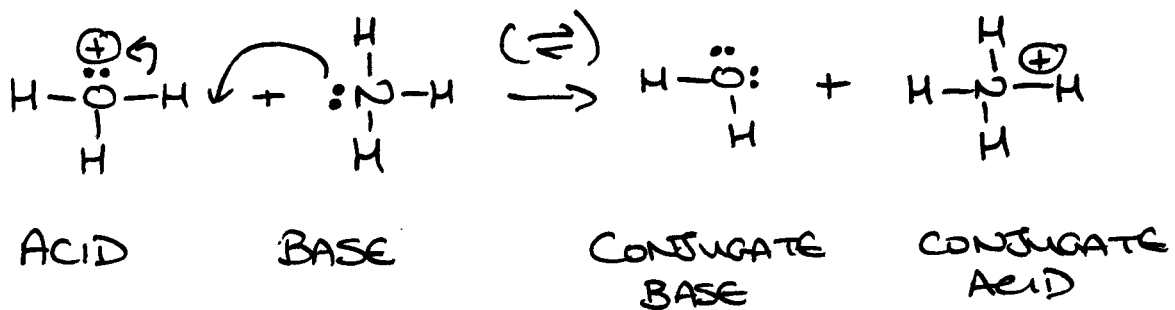 H (⇌)
⊕ H
H–O–H + :N–H ⟶ H–O: + H–N–H ⊕
H H H H
ACID BASE CONJUGATE CONJUGATE
BASE ACID